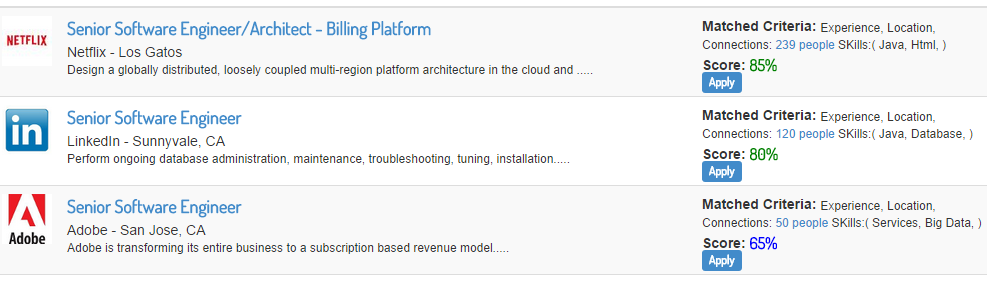 NETFLIX
Senior Software Engineer/Architect - Billing Platform
Netflix - Los Gatos
Design a globally distributed, loosely coupled multi-region platform architecture in the cloud and .....
Matched Criteria: Experience, Location,
Connections: 239 people SKills:( Java, Html, )
Score: 85%
Apply
in
Senior Software Engineer
LinkedIn - Sunnyvale, CA
Perform ongoing database administration, maintenance, troubleshooting, tuning, installation.....
Matched Criteria: Experience, Location,
Connections: 120 people SKills:( Java, Database, )
Score: 80%
Apply
Adobe
Senior Software Engineer
Adobe - San Jose, CA
Adobe is transforming its entire business to a subscription based revenue model.....
Matched Criteria: Experience, Location,
Connections: 50 people SKills:( Services, Big Data, )
Score: 65%
Apply